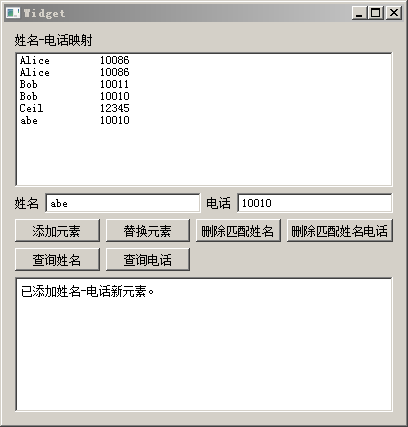 Widget
姓名-电话映射
Alice 10086
Alice 10086
Bob 10011
Bob 10010
Ceil 12345
abe 10010
姓名 abe 电话 10010
添加元素 替换元素 删除匹配姓名 删除匹配姓名电话
查询姓名 查询电话
已添加姓名-电话新元素。